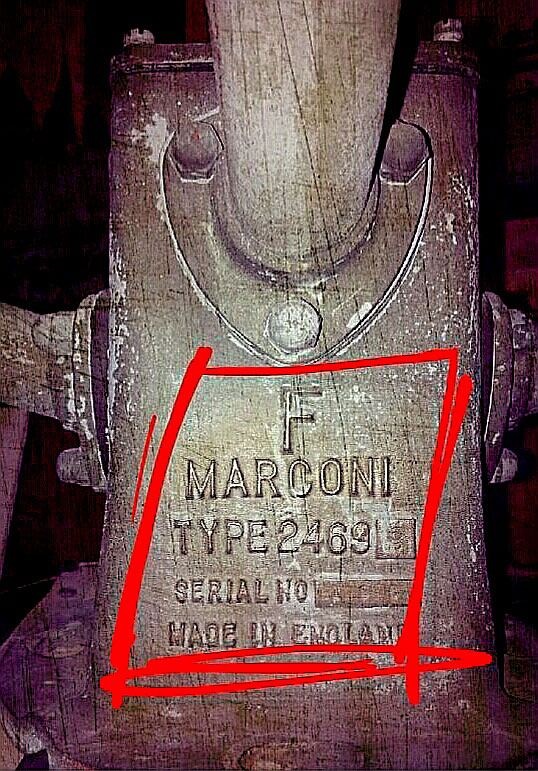 F
MARCONI
TYPE 2469
SERIAL NO
MADE IN ENGLAND